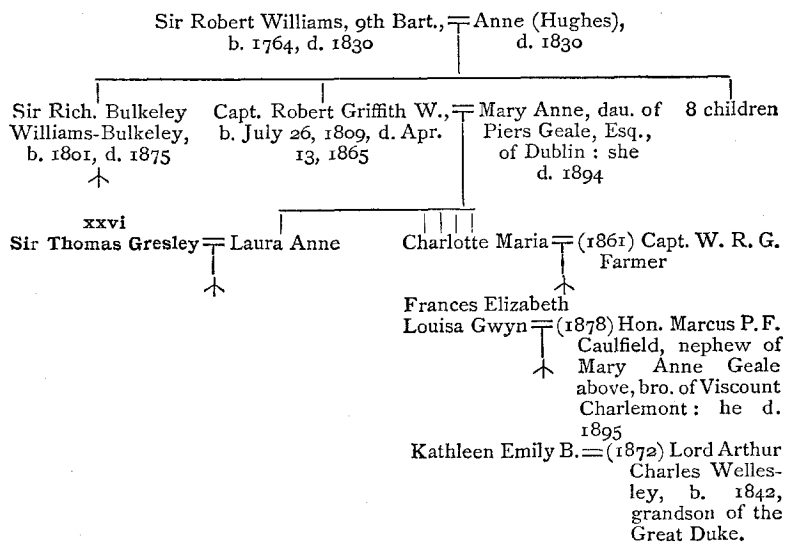 Sir Robert Williams, 9th Bart., = Anne (Hughes),
b. 1764, d. 1830 d. 1830
Sir Rich. Bulkeley
Williams-Bulkeley,
b. 1801, d. 1875
Capt. Robert Griffith W., = Mary Anne, dau. of
b. July 26, 1809, d. Apr. Piers Geale, Esq.,
13, 1865 of Dublin : she
d. 1894
8 children
xxvi
Sir Thomas Gresley = Laura Anne
Charlotte Maria = (1861) Capt. W. R. G.
Farmer
Frances Elizabeth
Louisa Gwyn = (1878) Hon. Marcus P. F.
Caulfield, nephew of
Mary Anne Geale
above, bro. of Viscount
Charlemont : he d.
1895
Kathleen Emily B. = (1872) Lord Arthur
Charles Welles-
ley, b. 1842,
grandson of the
Great Duke.